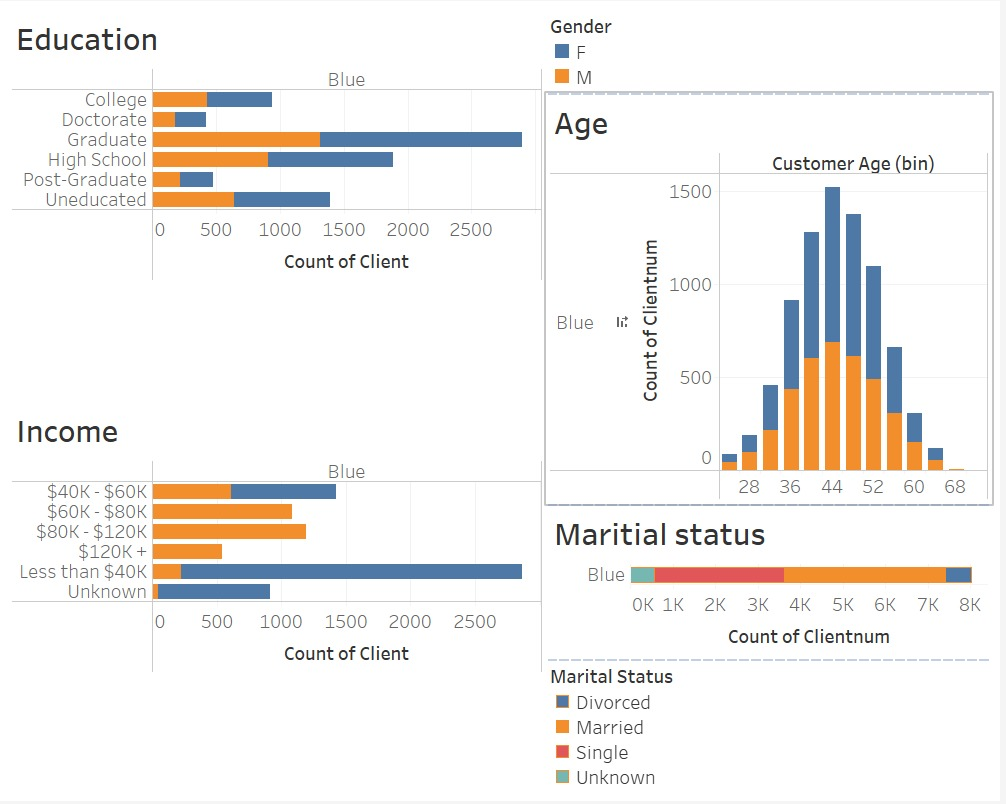 Education
Blue
College
Doctorate
Graduate
High School
Post-Graduate
Uneducated
0 500 1000 1500 2000 2500
Count of Client
Income
Blue
$40K - $60K
$60K - $80K
$80K - $120K
$120K +
Less than $40K
Unknown
0 500 1000 1500 2000 2500
Count of Client
Gender
F
M
Age
Customer Age (bin)
Blue
Count of Clientnum
1500
1000
500
0
28 36 44 52 60 68
Maritial status
Blue
0K 1K 2K 3K 4K 5K 6K 7K 8K
Count of Clientnum
Marital Status
Divorced
Married
Single
Unknown